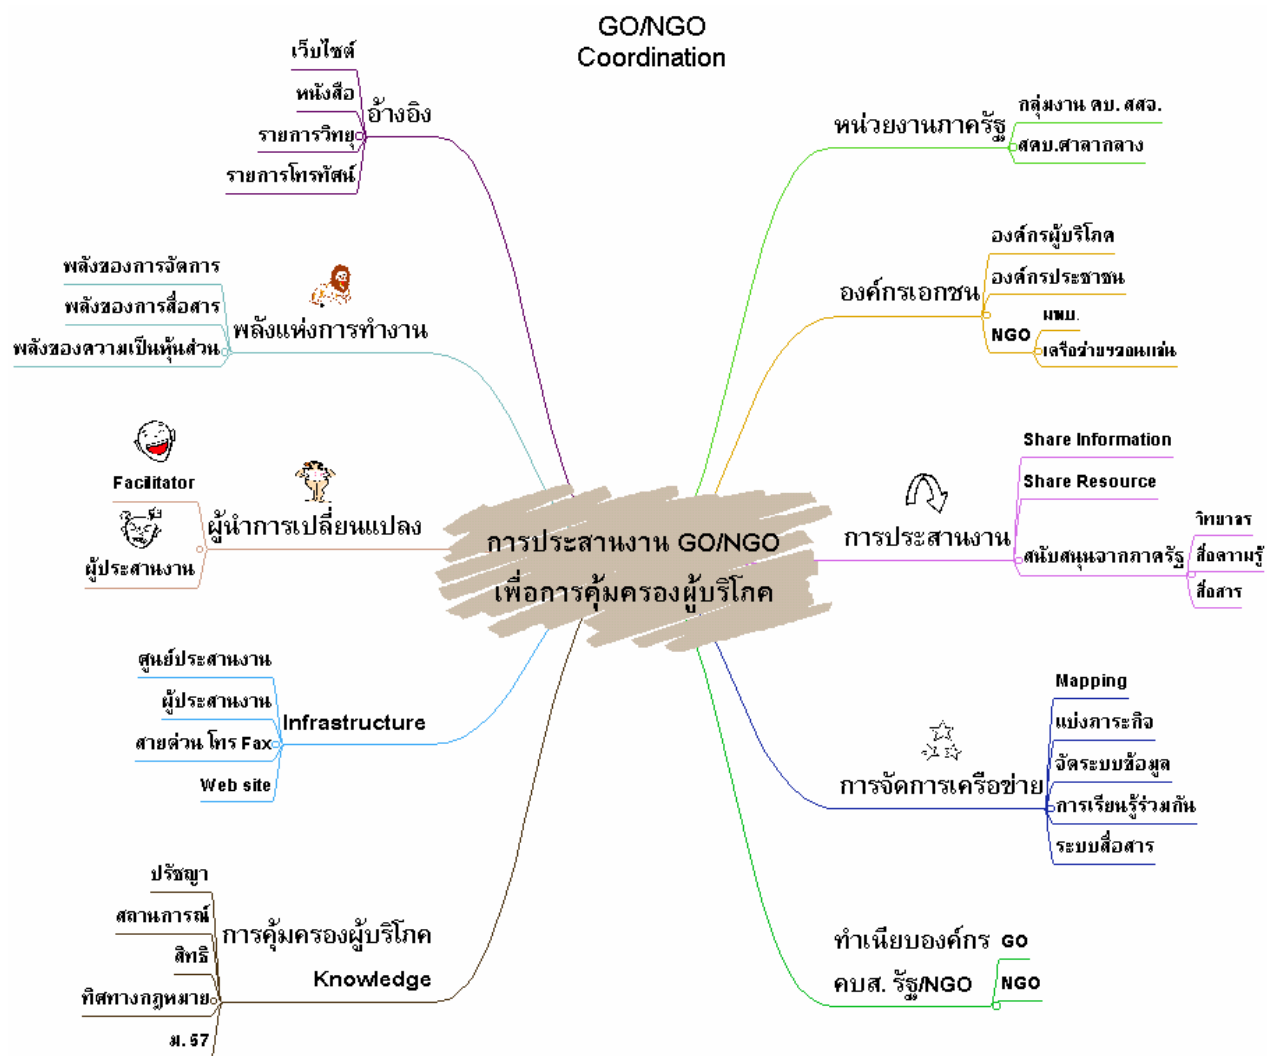 GO/NGO
Coordination
เว็บไซต์
หนังสือ
รายการวิทยุ
รายการโทรทัศน์
อ้างอิง
พลังของการจัดการ
พลังของการสื่อสาร
พลังของความเป็นหุ้นส่วน
พลังแห่งการทำงาน
Facilitator
ผู้ประสานงาน
ผู้นำการเปลี่ยนแปลง
ศูนย์ประสานงาน
ผู้ประสานงาน
สายด่วน โทร Fax
Web site
Infrastructure
ปรัชญา
สถานการณ์
สิทธิ
ทิศทางกฎหมาย
ม. 57
การคุ้มครองผู้บริโภค
Knowledge
การประสานงาน GO/NGO
เพื่อการคุ้มครองผู้บริโภค
หน่วยงานภาครัฐ
กลุ่มงาน คบ. สสจ.
สคบ.ศาลากลาง
องค์กรเอกชน
องค์กรผู้บริโภค
องค์กรประชาชน
NGO
มพบ.
เครือข่ายฯขอนแก่น
การประสานงาน
Share Information
Share Resource
สนับสนุนจากภาครัฐ
วิทยากร
สื่อความรู้
สื่อสาร
การจัดการเครือข่าย
Mapping
แบ่งภาระกิจ
จัดระบบข้อมูล
การเรียนรู้ร่วมกัน
ระบบสื่อสาร
ทำเนียบองค์กร
คบส. รัฐ/NGO
GO
NGO